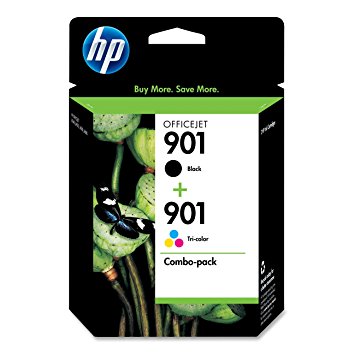 hp
Buy More. Save More.
OFFICEJET
901
Black
+
901
Tri-color
Combo-pack